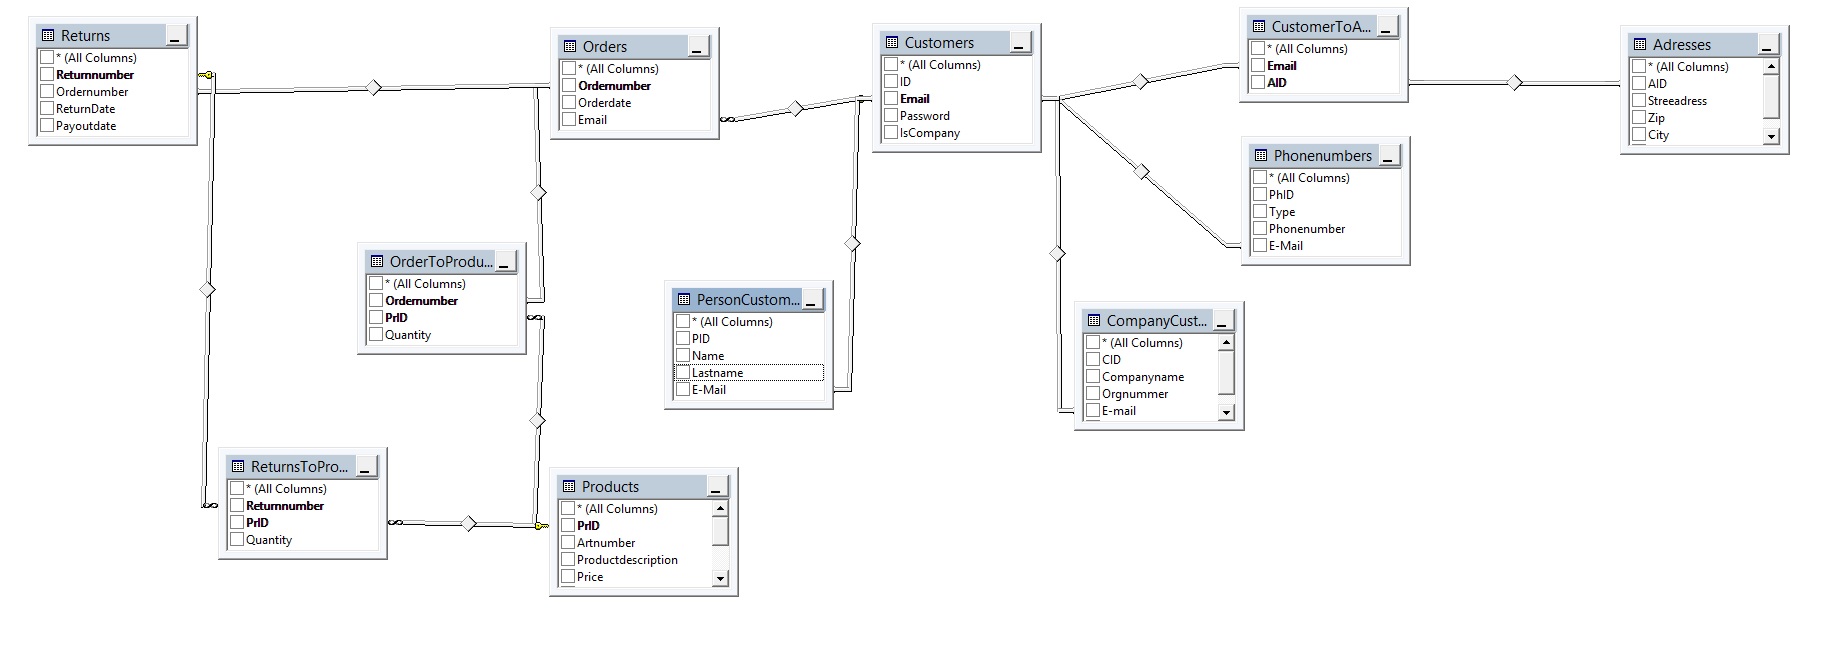 Returns
* (All Columns)
Returnnumber
Ordernumber
ReturnDate
Payoutdate
Orders
* (All Columns)
Ordernumber
Orderdate
Email
Customers
* (All Columns)
ID
Email
Password
IsCompany
CustomerToA...
* (All Columns)
Email
AID
Adresses
* (All Columns)
AID
Streeadress
Zip
City
Phonenumbers
* (All Columns)
PhID
Type
Phonenumber
E-Mail
OrderToProdu...
* (All Columns)
Ordernumber
PrID
Quantity
PersonCustom...
* (All Columns)
PID
Name
Lastname
E-Mail
CompanyCust...
* (All Columns)
CID
Companyname
Orgnummer
E-mail
ReturnsToPro...
* (All Columns)
Returnnumber
PrID
Quantity
Products
* (All Columns)
PrID
Artnumber
Productdescription
Price